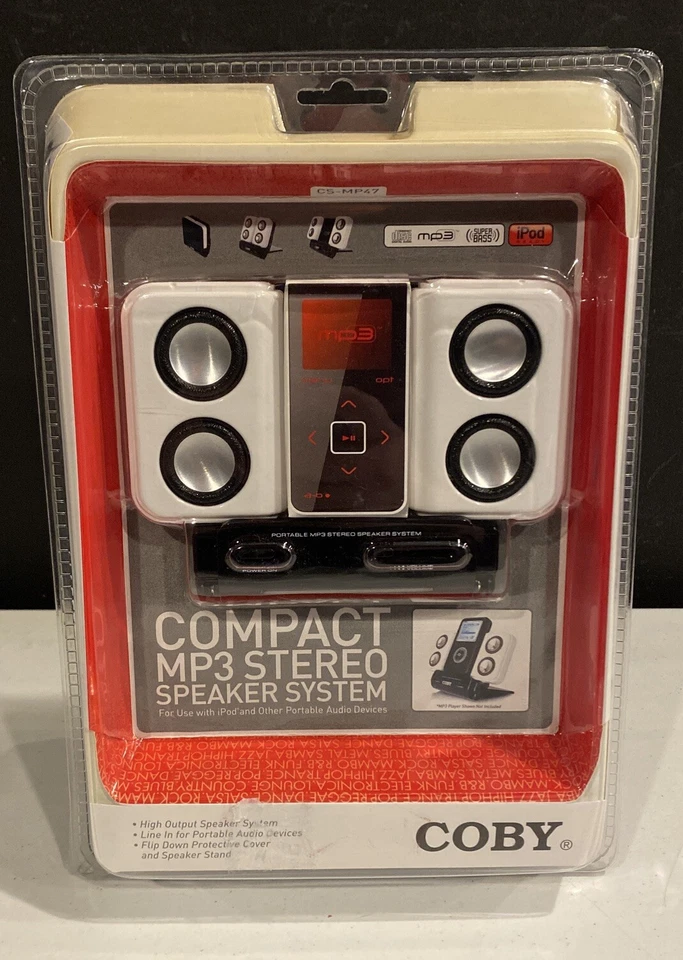 CS-MP47
mp3 SUPER BASS iPod
mp3
opt
PORTABLE MP3 STEREO SPEAKER SYSTEM
POWER ON VOLUME
COMPACT
MP3 STEREO
SPEAKER SYSTEM
For Use with iPod and Other Portable Audio Devices
*MP3 Player Shown Not Included
• High Output Speaker System
• Line In for Portable Audio Devices
• Flip Down Protective Cover
and Speaker Stand
COBY®